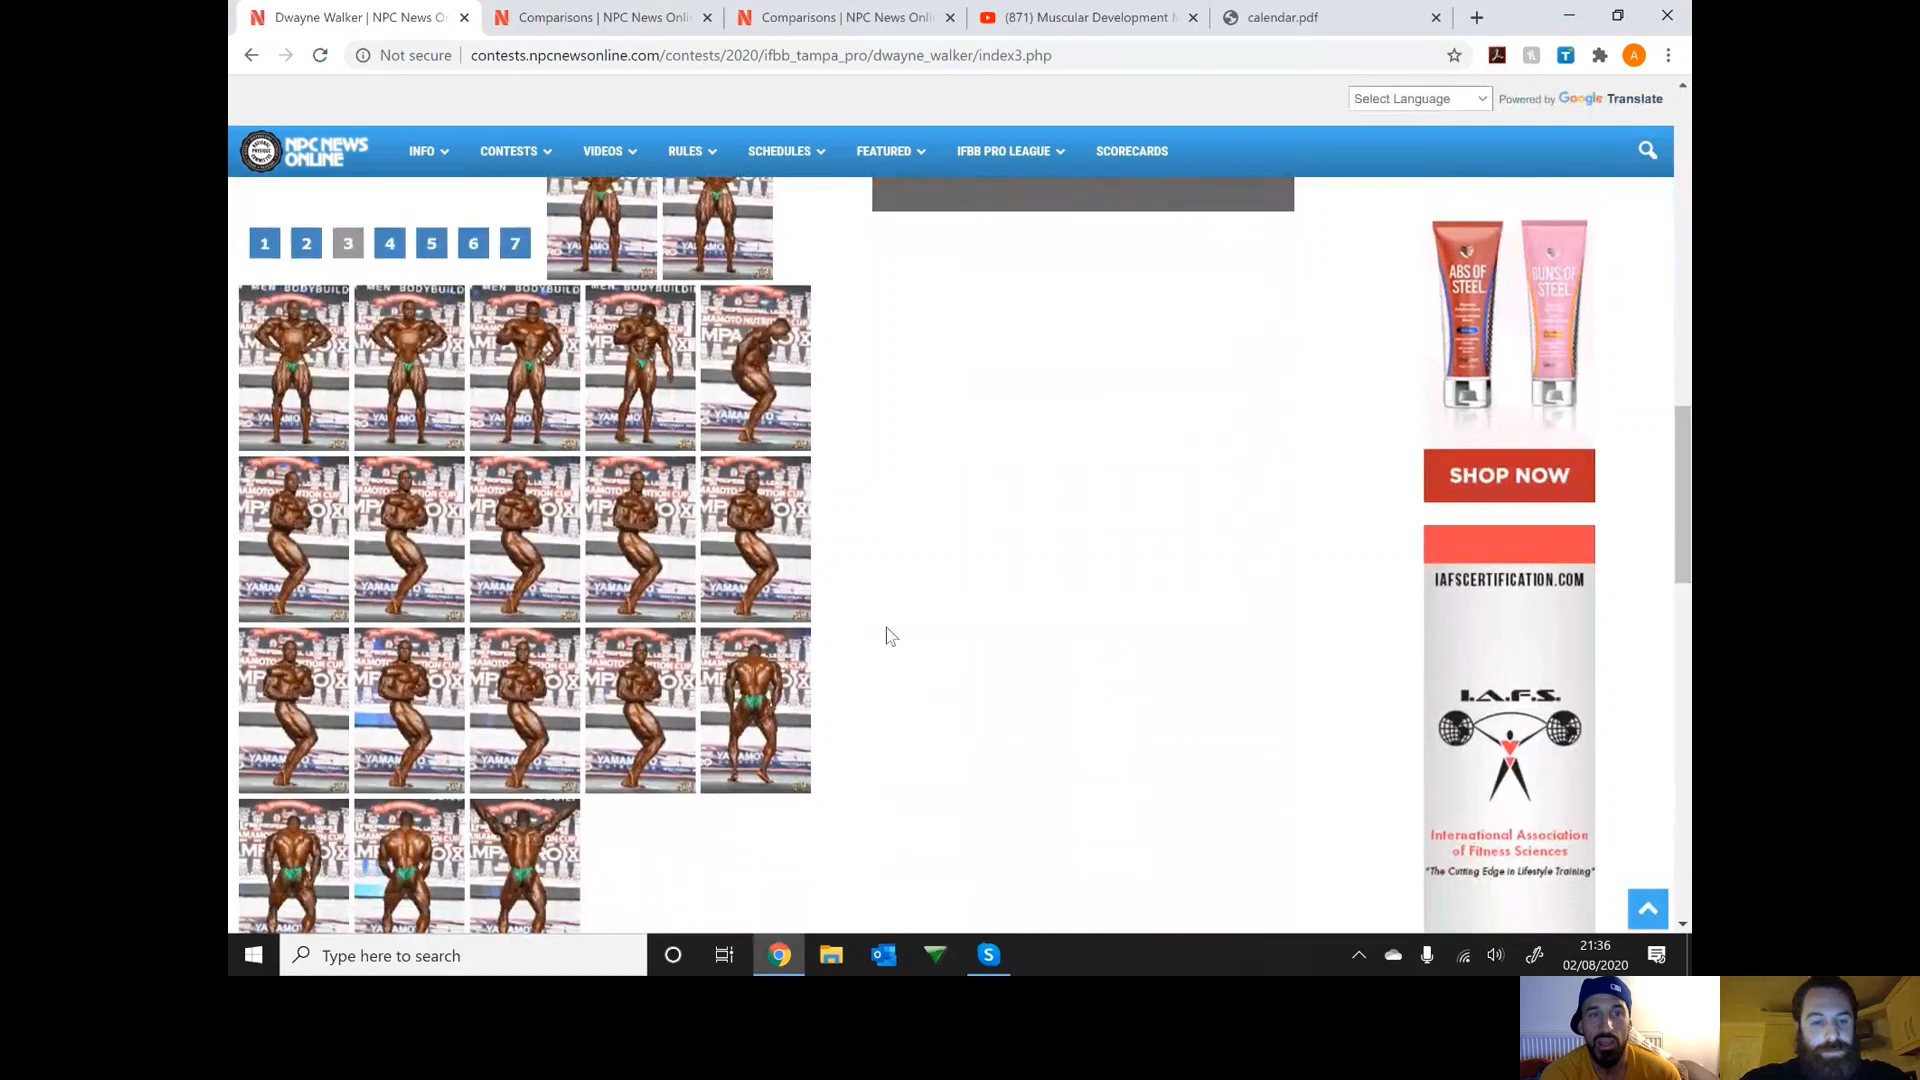 Dwayne Walker | NPC News O
Comparisons | NPC News Onli
Comparisons | NPC News Onli
(871) Muscular Development
calendar.pdf
Not secure
contests.npcnewsonline.com/contests/2020/ifbb_tampa_pro/dwayne_walker/index3.php
A
Select Language
Powered by Google Translate
NPC NEWS
ONLINE
INFO
CONTESTS
VIDEOS
RULES
SCHEDULES
FEATURED
IFBB PRO LEAGUE
SCORECARDS
1 2 3 4 5 6 7
ABS OF
STEEL
BUNS OF
STEEL
SHOP NOW
IAFSCERTIFICATION.COM
I.A.F.S.
International Association
of Fitness Sciences
"The Cutting Edge in Lifestyle Training"
Type here to search
21:36
02/08/2020